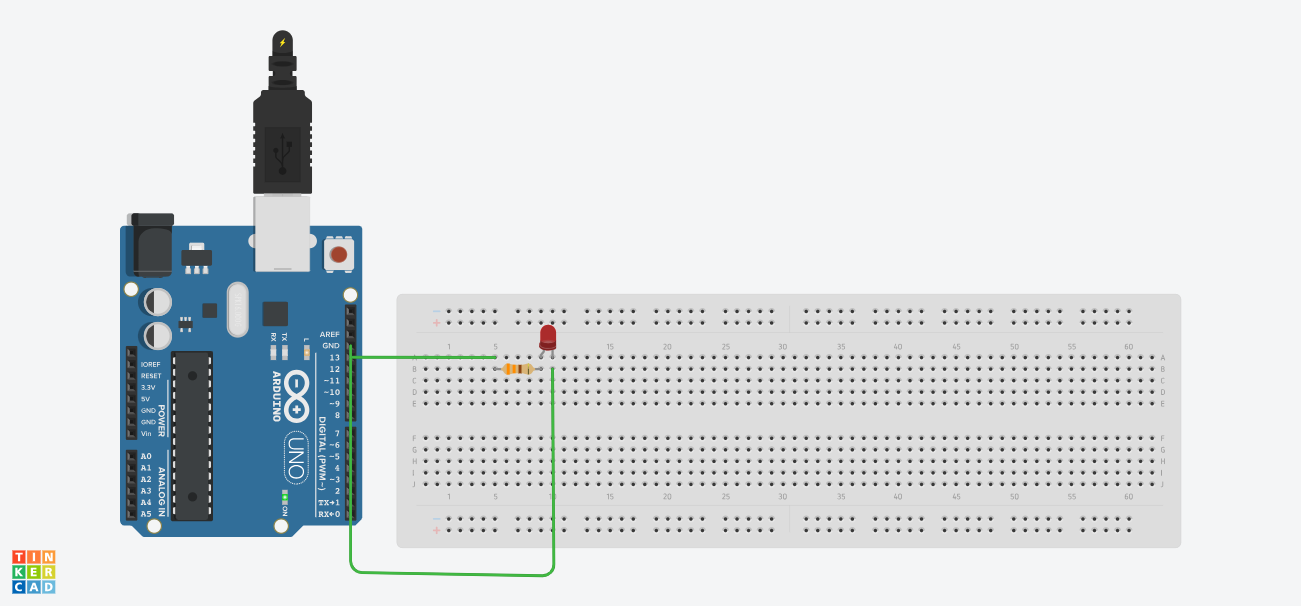 AREF
GND
RX TX L
13
12
~11
~10
~9
8
7
~6
~5
4
~3
2
TX→1
RX←0
DIGITAL (PWM~)
ARDUINO
UNO
ON
IOREF
RESET
3.3V
5V
GND
GND
Vin
POWER
A0
A1
A2
A3
A4
A5
ANALOG IN
- +
1 5 10 15 20 25 30 35 40 45 50 55 60
A A
B B
C C
D D
E E
F F
G G
H H
I I
J J
1 5 10 15 20 25 30 35 40 45 50 55 60
- +
TIN
KER
CAD